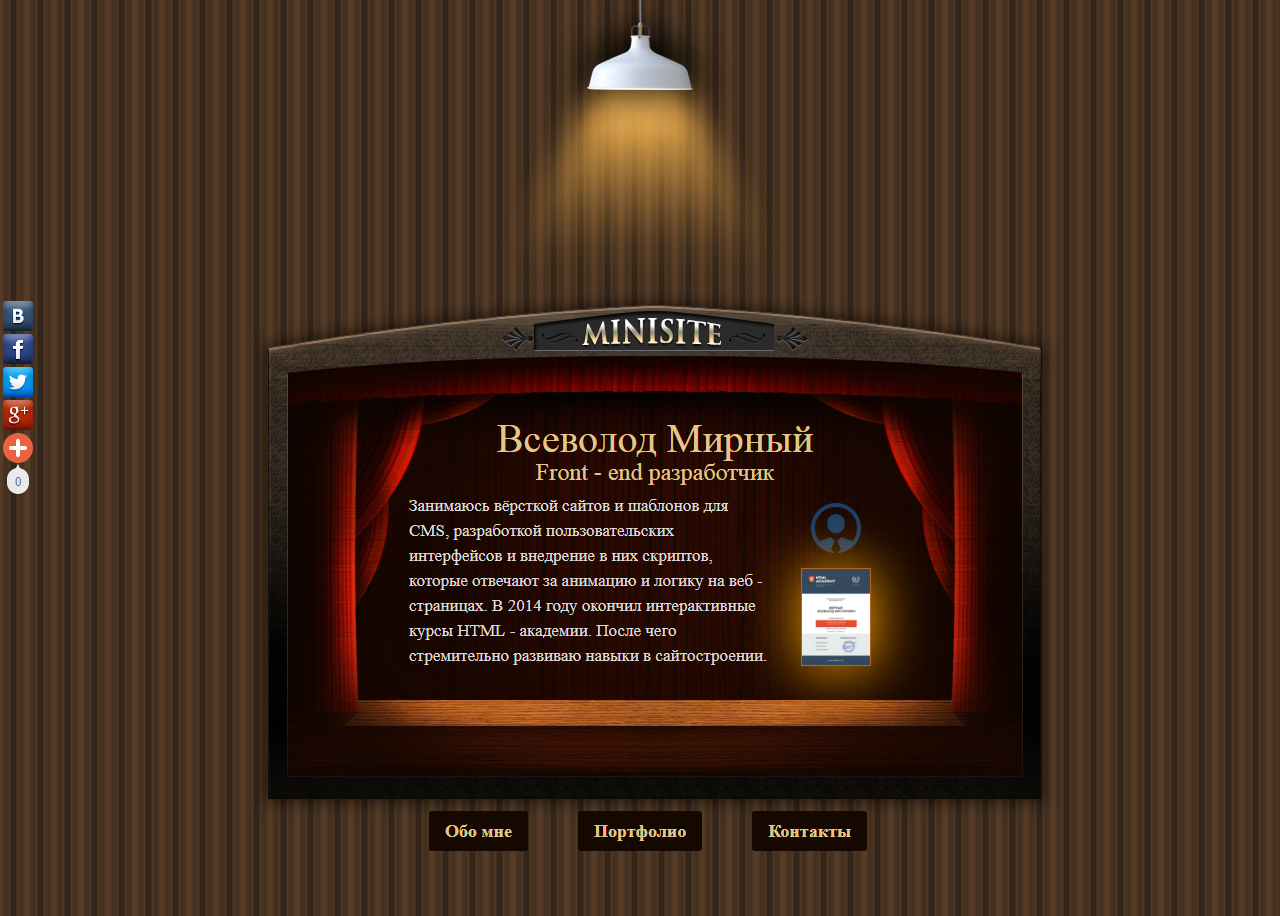 MINISITE
Всеволод Мирный
Front - end разработчик
Занимаюсь вёрсткой сайтов и шаблонов для
CMS, разработкой пользовательских
интерфейсов и внедрение в них скриптов,
которые отвечают за анимацию и логику на веб -
страницах. В 2014 году окончил интерактивные
курсы HTML - академии. После чего
стремительно развиваю навыки в сайтостроении.
B
f
g+
0
Обо мне
Портфолио
Контакты